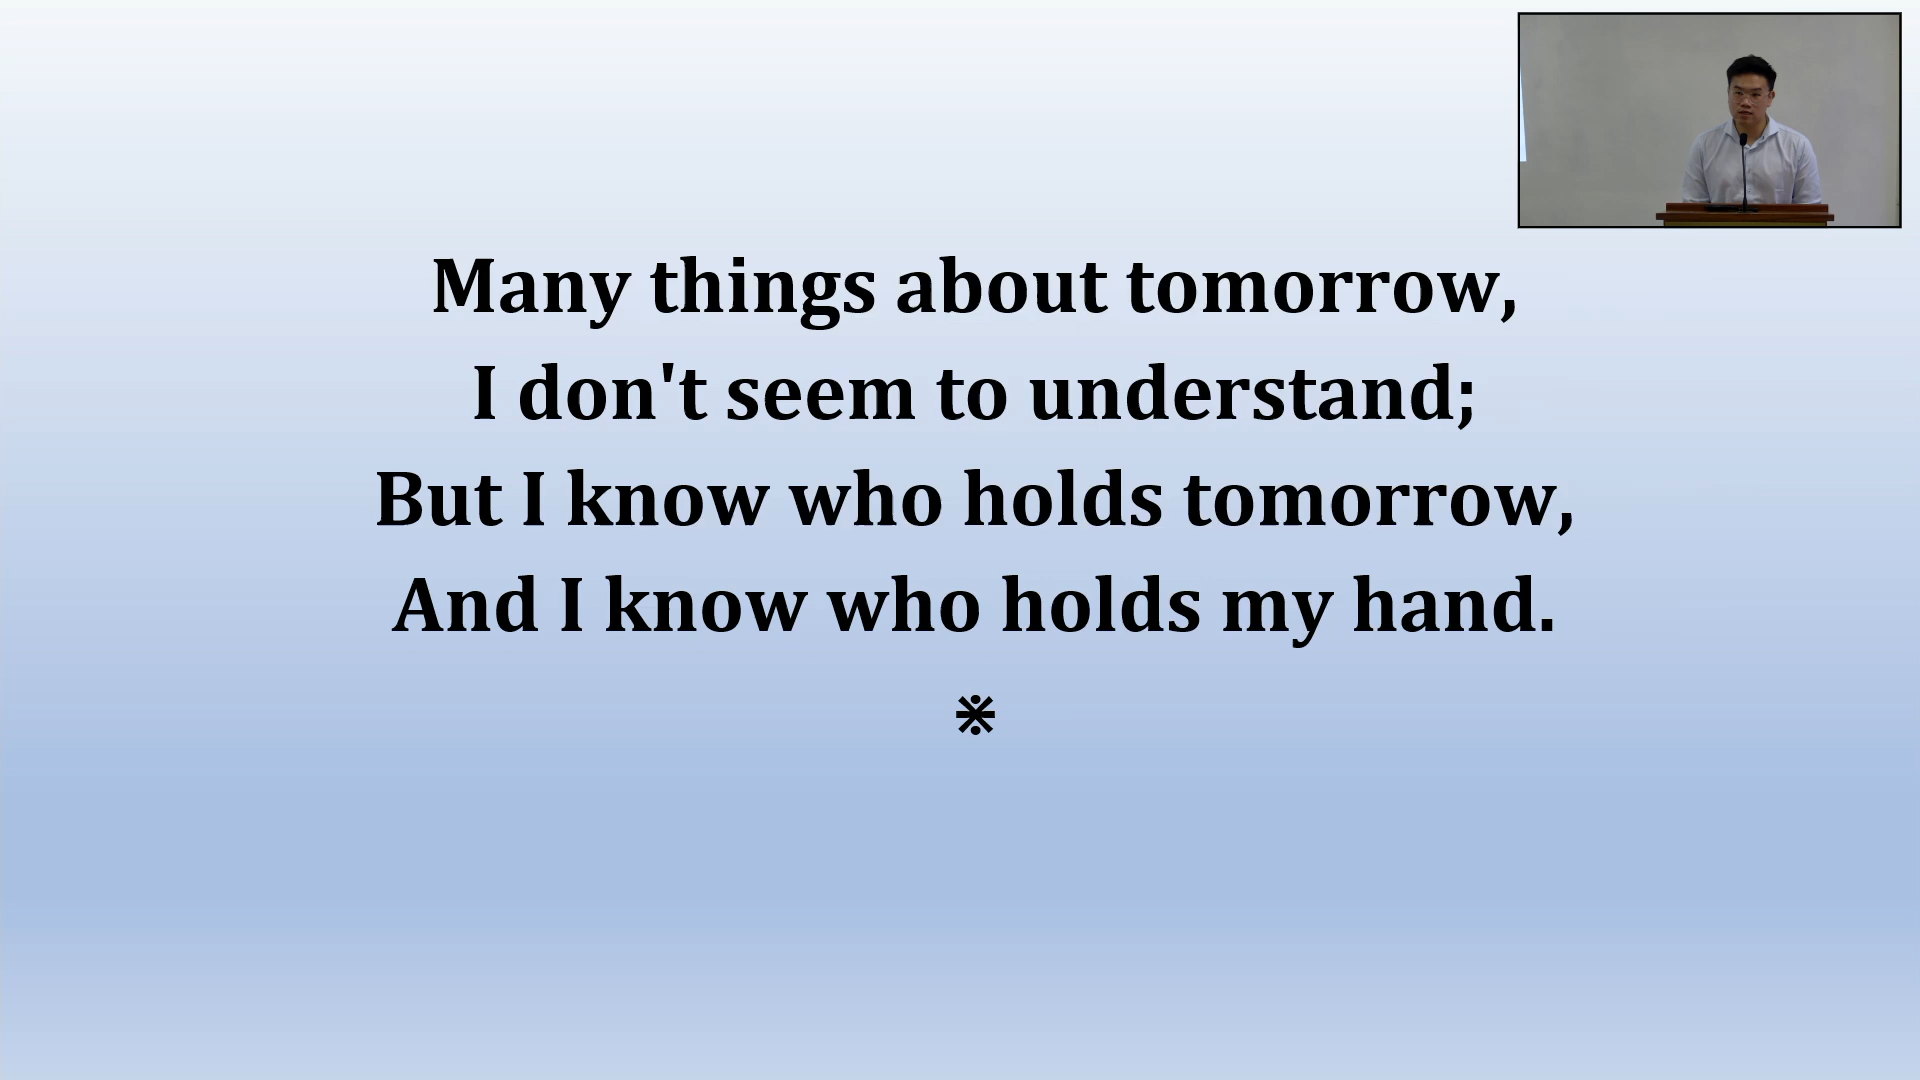 Many things about tomorrow,
I don't seem to understand;
But I know who holds tomorrow,
And I know who holds my hand.
※